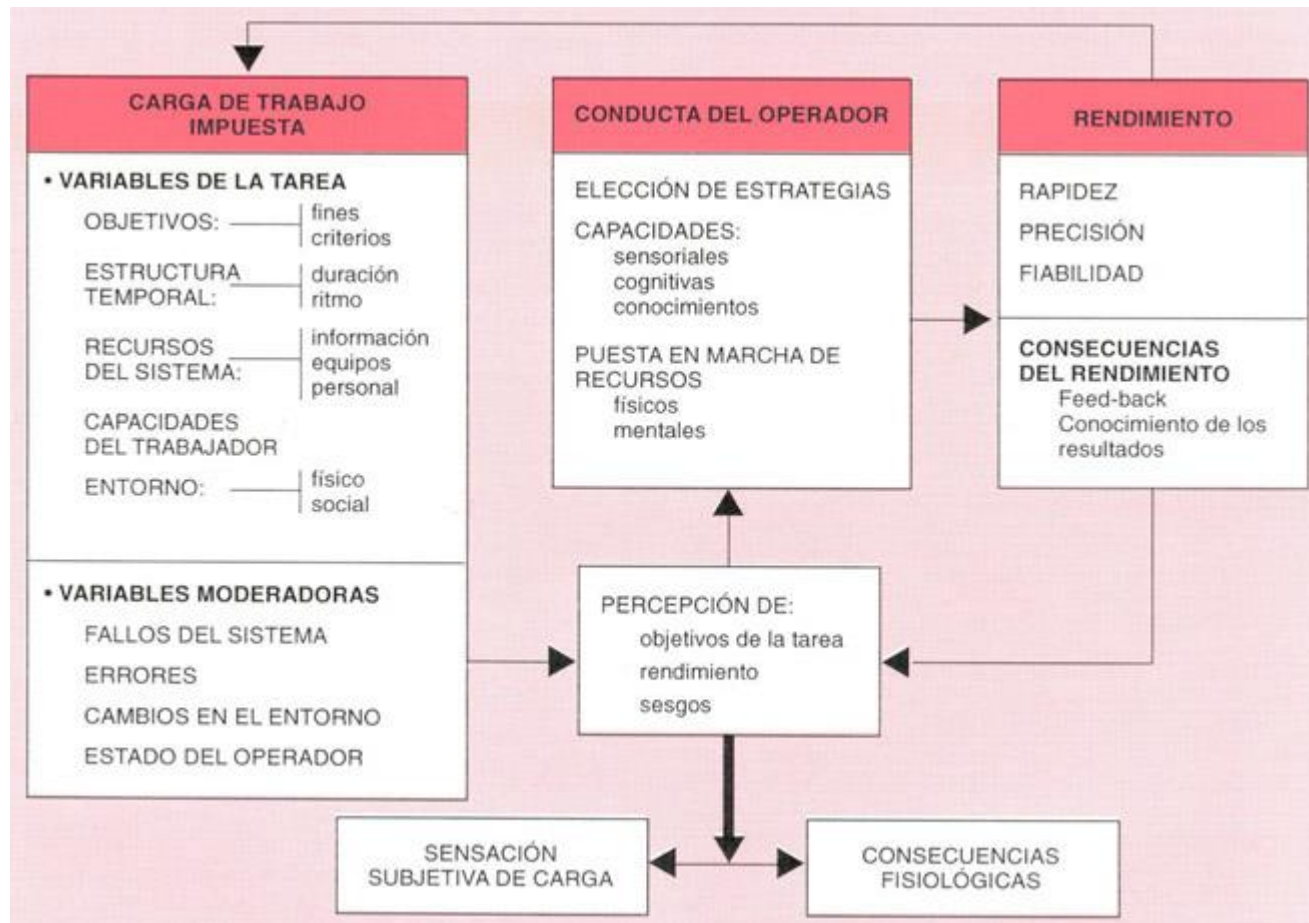 CARGA DE TRABAJO
IMPUESTA
• VARIABLES DE LA TAREA
OBJETIVOS:
fines
criterios
ESTRUCTURA
TEMPORAL:
duración
ritmo
RECURSOS
DEL SISTEMA:
información
equipos
personal
CAPACIDADES
DEL TRABAJADOR
ENTORNO:
físico
social
• VARIABLES MODERADORAS
FALLOS DEL SISTEMA
ERRORES
CAMBIOS EN EL ENTORNO
ESTADO DEL OPERADOR
CONDUCTA DEL OPERADOR
ELECCIÓN DE ESTRATEGIAS
CAPACIDADES:
sensoriales
cognitivas
conocimientos
PUESTA EN MARCHA DE
RECURSOS
físicos
mentales
RENDIMIENTO
RAPIDEZ
PRECISIÓN
FIABILIDAD
CONSECUENCIAS
DEL RENDIMIENTO
Feed-back
Conocimiento de los
resultados
PERCEPCIÓN DE:
objetivos de la tarea
rendimiento
sesgos
SENSACIÓN
SUBJETIVA DE CARGA
CONSECUENCIAS
FISIOLÓGICAS